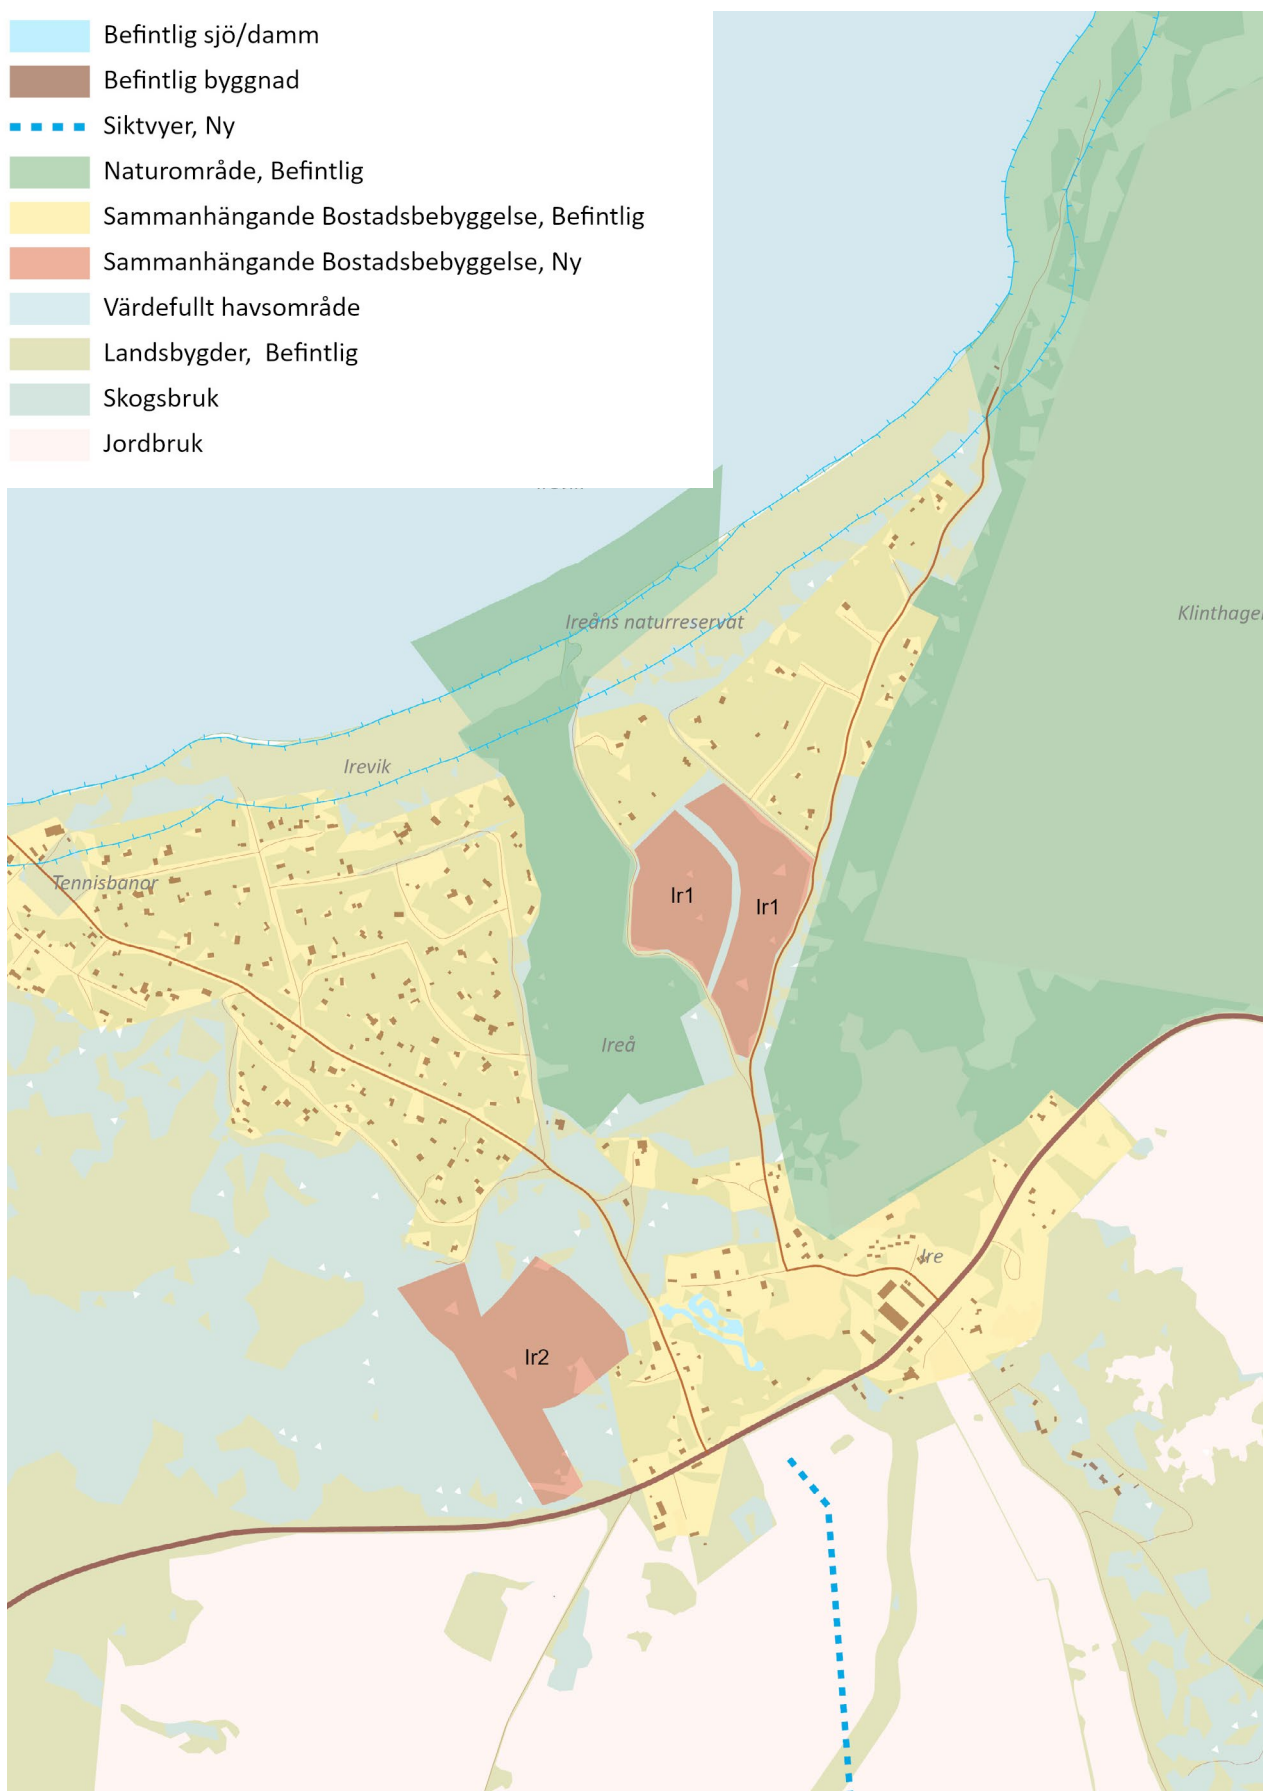 Befintlig sjö/damm
Befintlig byggnad
Siktvyer, Ny
Naturområde, Befintlig
Sammanhängande Bostadsbebyggelse, Befintlig
Sammanhängande Bostadsbebyggelse, Ny
Värdefullt havsområde
Landsbygder, Befintlig
Skogsbruk
Jordbruk
Ireåns naturreservat
Klinthage
Irevik
Tennisbanor
Ir1
Ir1
Ireå
Ire
Ir2